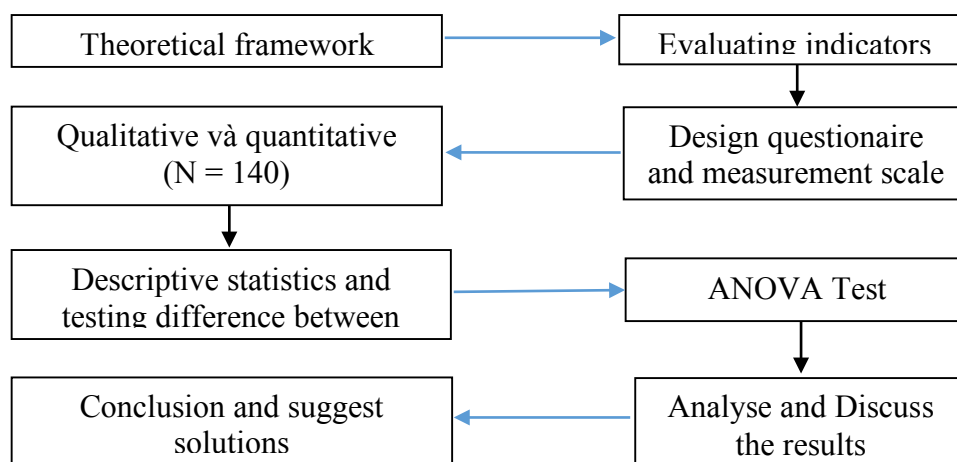 Theoretical framework
Evaluating indicators
Qualitative và quantitative
(N = 140)
Design questionaire
and measurement scale
Descriptive statistics and
testing difference between
ANOVA Test
Conclusion and suggest
solutions
Analyse and Discuss
the results